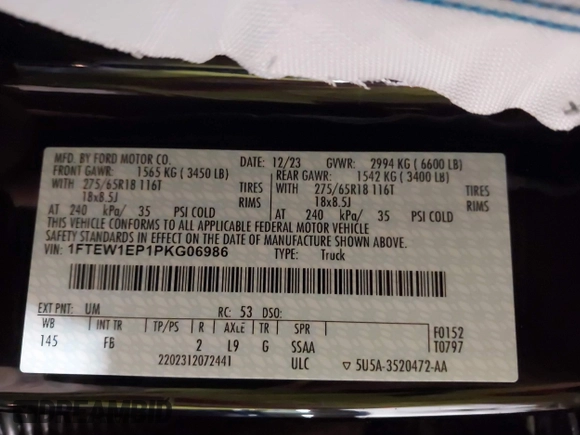 MFD. BY FORD MOTOR CO. DATE: 12/23 GVWR: 2994 KG ( 6600 LB)
FRONT GAWR: 1565 KG ( 3450 LB) REAR GAWR: 1542 KG ( 3400 LB)
WITH 275/65R18 116T TIRES WITH 275/65R18 116T TIRES
18x8.5J RIMS 18x8.5J RIMS
AT 240 kPa/ 35 PSI COLD AT 240 kPa/ 35 PSI COLD
THIS VEHICLE CONFORMS TO ALL APPLICABLE FEDERAL MOTOR VEHICLE
SAFETY STANDARDS IN EFFECT ON THE DATE OF MANUFACTURE SHOWN ABOVE.
VIN: 1FTEW1EP1PKG06986 TYPE: Truck
EXT PNT: UM RC: 53 DSO:
WB INT TR TP/PS R AXLE TR SPR F0152
145 FB 2 L9 G SSAA T0797
2202312072441 ULC 5U5A-3520472-AA